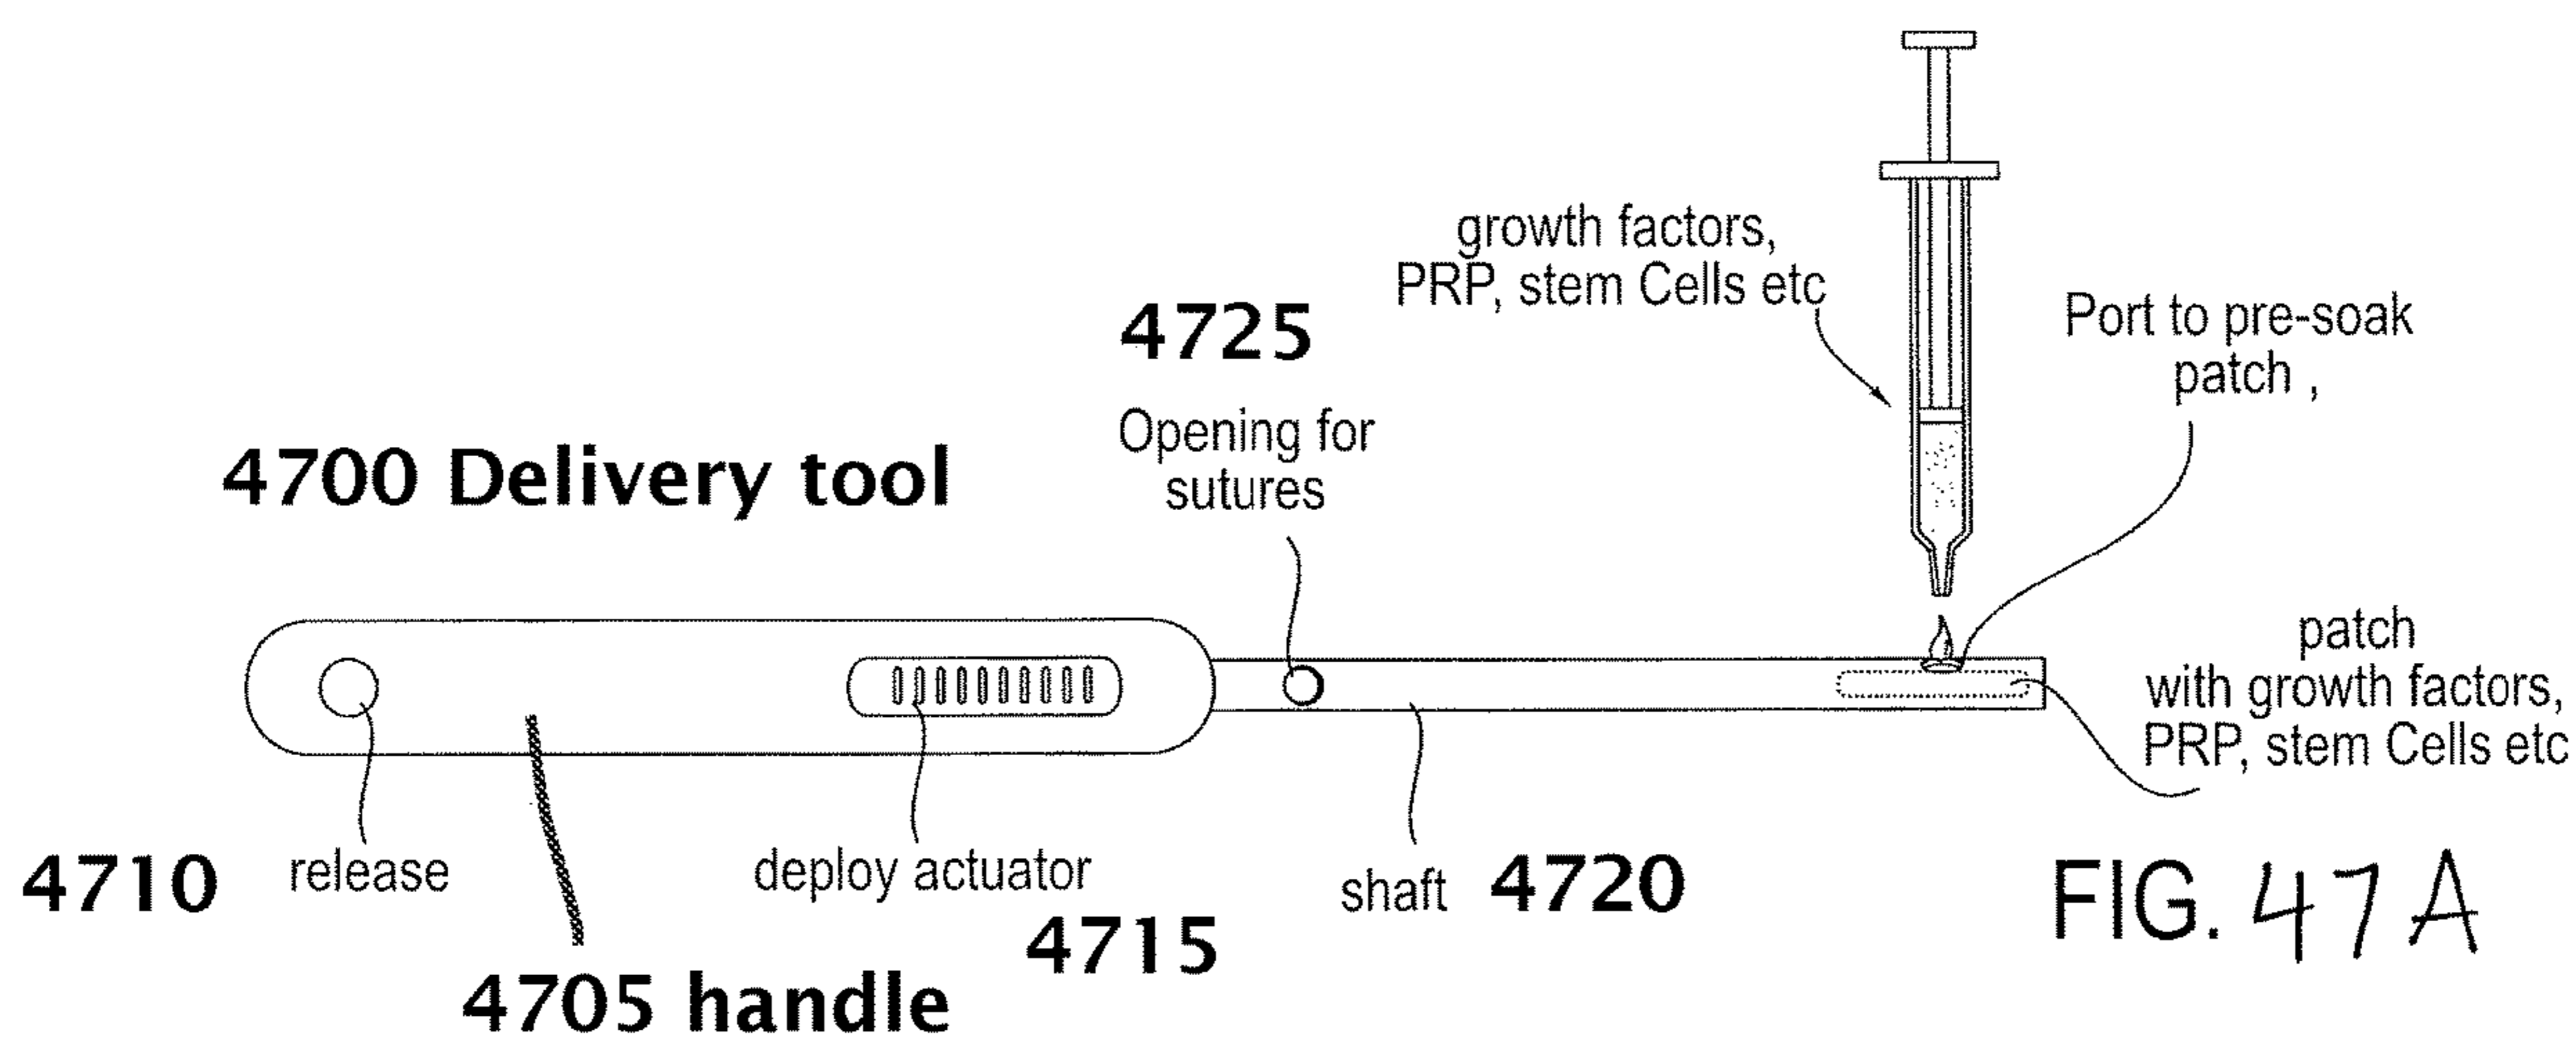 growth factors,
PRP, stem Cells etc
4725
Port to pre-soak
patch ,
Opening for
sutures
4700 Delivery tool
patch
with growth factors,
PRP, stem Cells etc
4710 release
deploy actuator
4715
shaft 4720
4705 handle
FIG. 47A